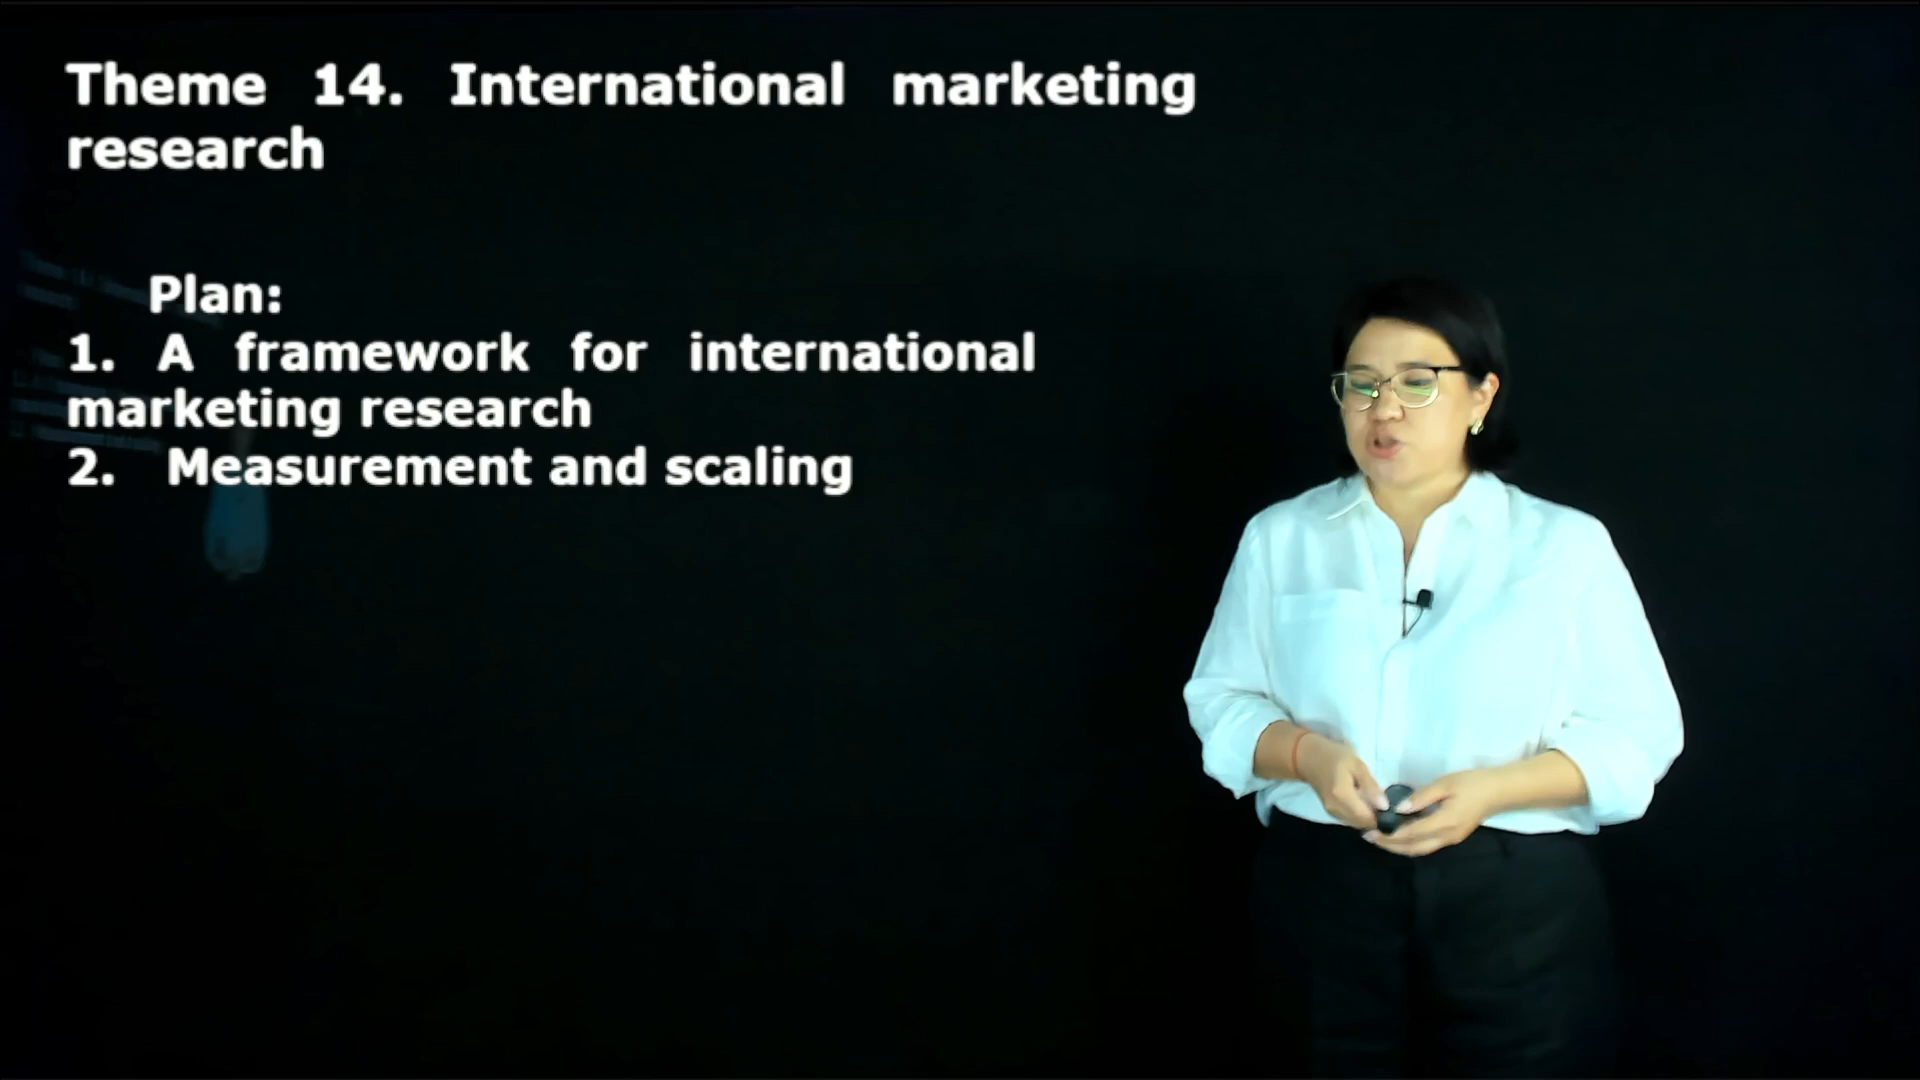 Theme 14. International marketing
research
Plan:
1. A framework for international
marketing research
2. Measurement and scaling